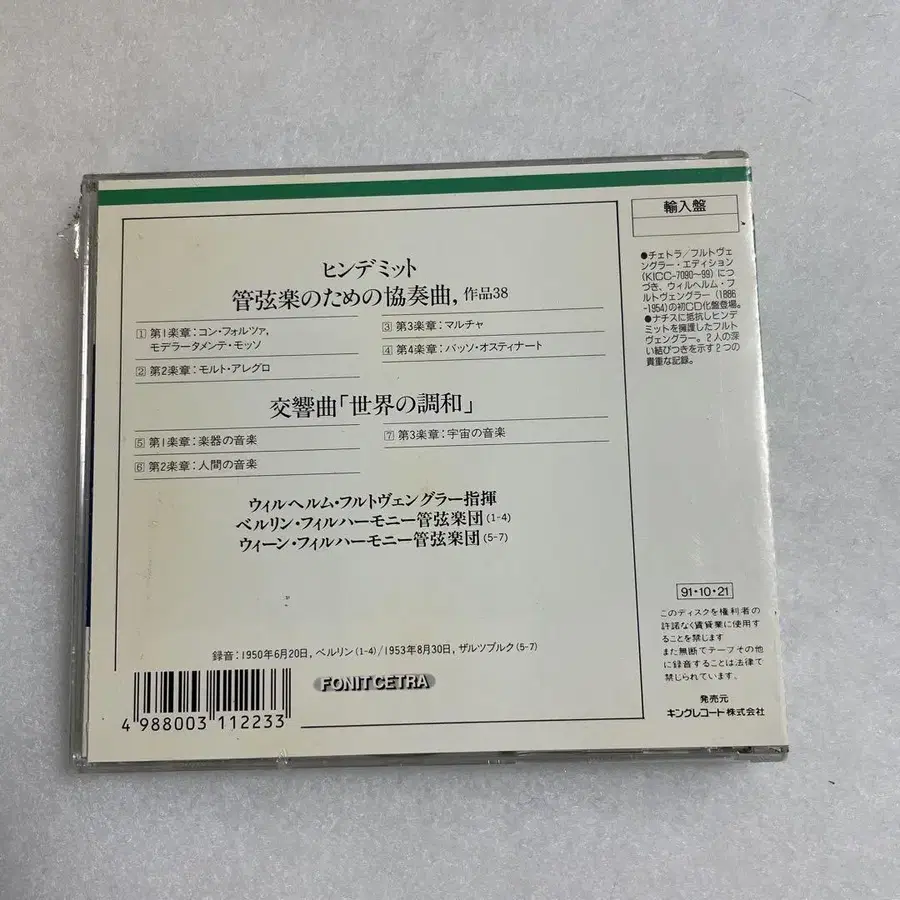 ヒンデミット
管弦楽のための協奏曲, 作品38
1 第1楽章:コン・フォルツァ,
モデラータメンテ・モッソ
2 第2楽章:モルト・アレグロ
3 第3楽章:マルチャ
4 第4楽章:バッソ・オスティナート
交響曲「世界の調和」
5 第1楽章:楽器の音楽
6 第2楽章:人間の音楽
7 第3楽章:宇宙の音楽
ウィルヘルム・フルトヴェングラー指揮
ベルリン・フィルハーモニー管弦楽団(1-4)
ウィーン・フィルハーモニー管弦楽団(5-7)
録音:1950年6月20日, ベルリン(1-4)/1953年8月30日, ザルツブルク(5-7)
4 988003 112233
FONIT CETRA
輸入盤
●チェトラ/フルトヴェ
ングラー・エディション
(KICC-7090~99)につ
づき、ウィルヘルム・フ
ルトヴェングラー(1886
-1954)の初CD化盤登場。
●ナチスに抵抗しヒンデ
ミットを擁護したフルト
ヴェングラー。2人の深
い結びつきを示す2つの
貴重な記録。
91・10・21
このディスクを権利者の
許諾なく賃貸業に使用す
ることを禁じます
また無断でテープその他
に録音することは法律で
禁じられています。
発売元
キングレコード株式会社